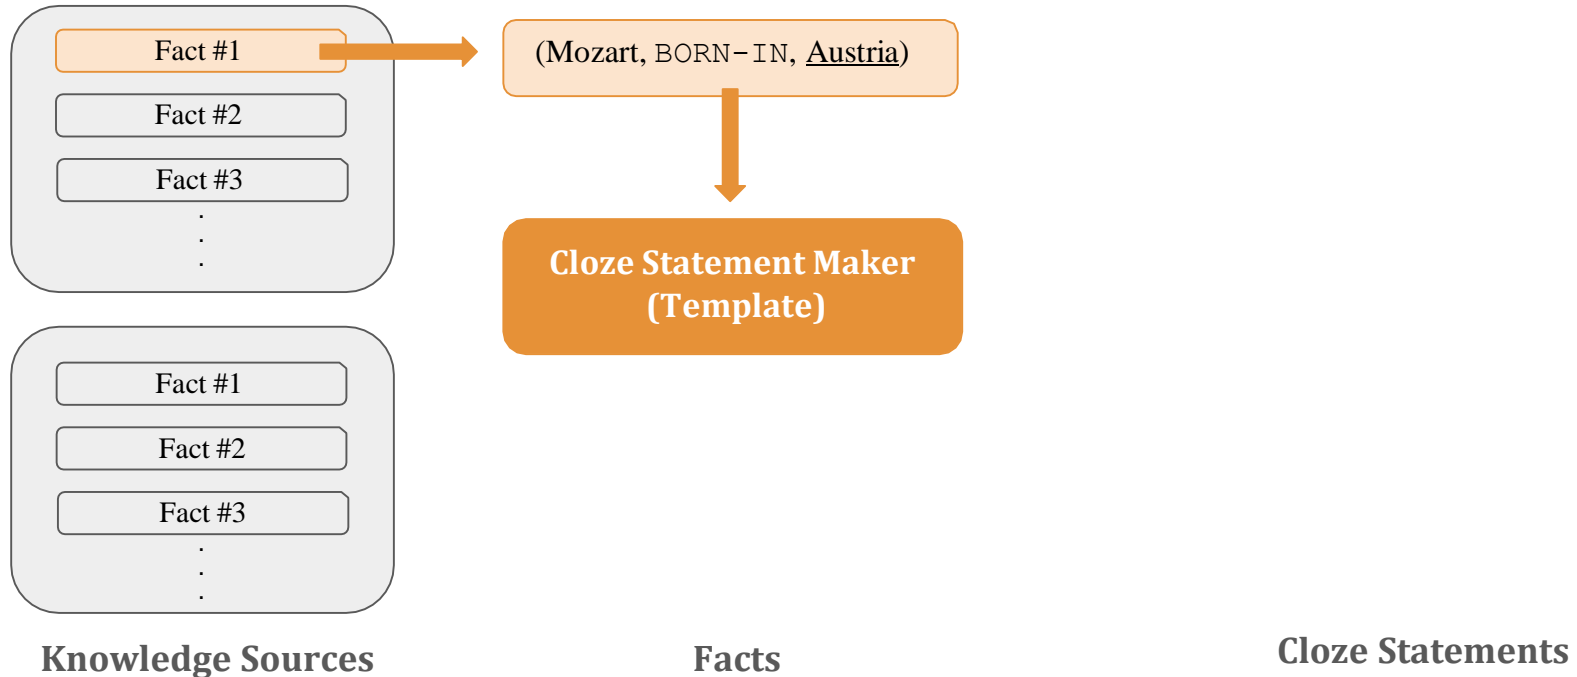 Fact #1
Fact #2
Fact #3
.
.
.
Fact #1
Fact #2
Fact #3
.
.
.
Knowledge Sources
(Mozart, BORN-IN, Austria)
Cloze Statement Maker
(Template)
Facts
Cloze Statements